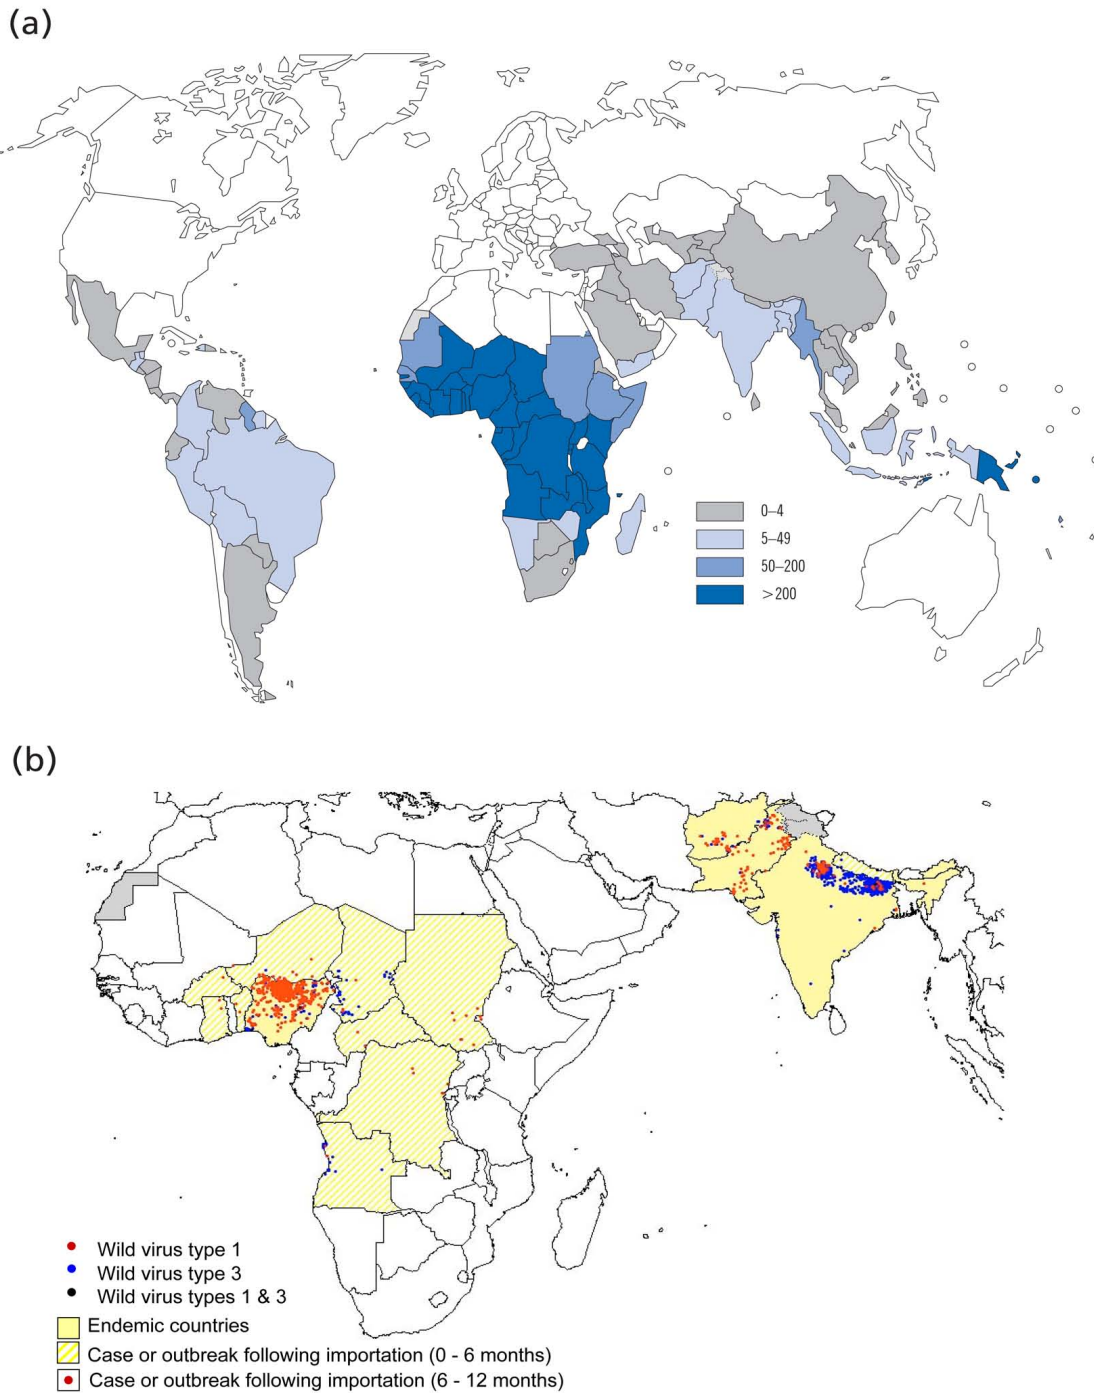 (a)
0–4
5–49
50–200
>200
(b)
Wild virus type 1
Wild virus type 3
Wild virus types 1 & 3
Endemic countries
Case or outbreak following importation (0 - 6 months)
Case or outbreak following importation (6 - 12 months)